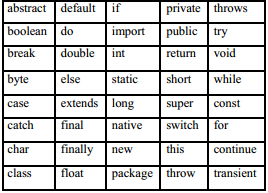 abstract default if private throws
boolean do import public try
break double int return void
byte else static short while
case extends long super const
catch final native switch for
char finally new this continue
class float package throw transient